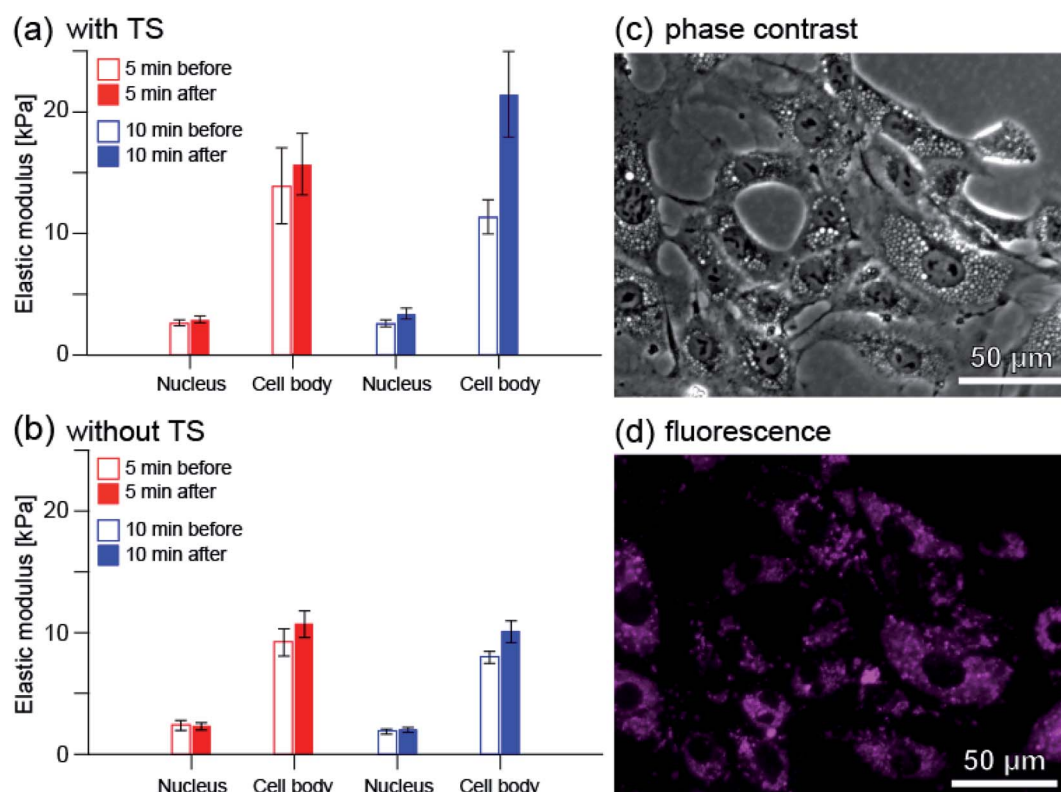 (a) with TS
Elastic modulus [kPa]
20
10
0
5 min before
5 min after
10 min before
10 min after
Nucleus Cell body Nucleus Cell body
(b) without TS
Elastic modulus [kPa]
20
10
0
5 min before
5 min after
10 min before
10 min after
Nucleus Cell body Nucleus Cell body
(c) phase contrast
50 µm
(d) fluorescence
50 µm